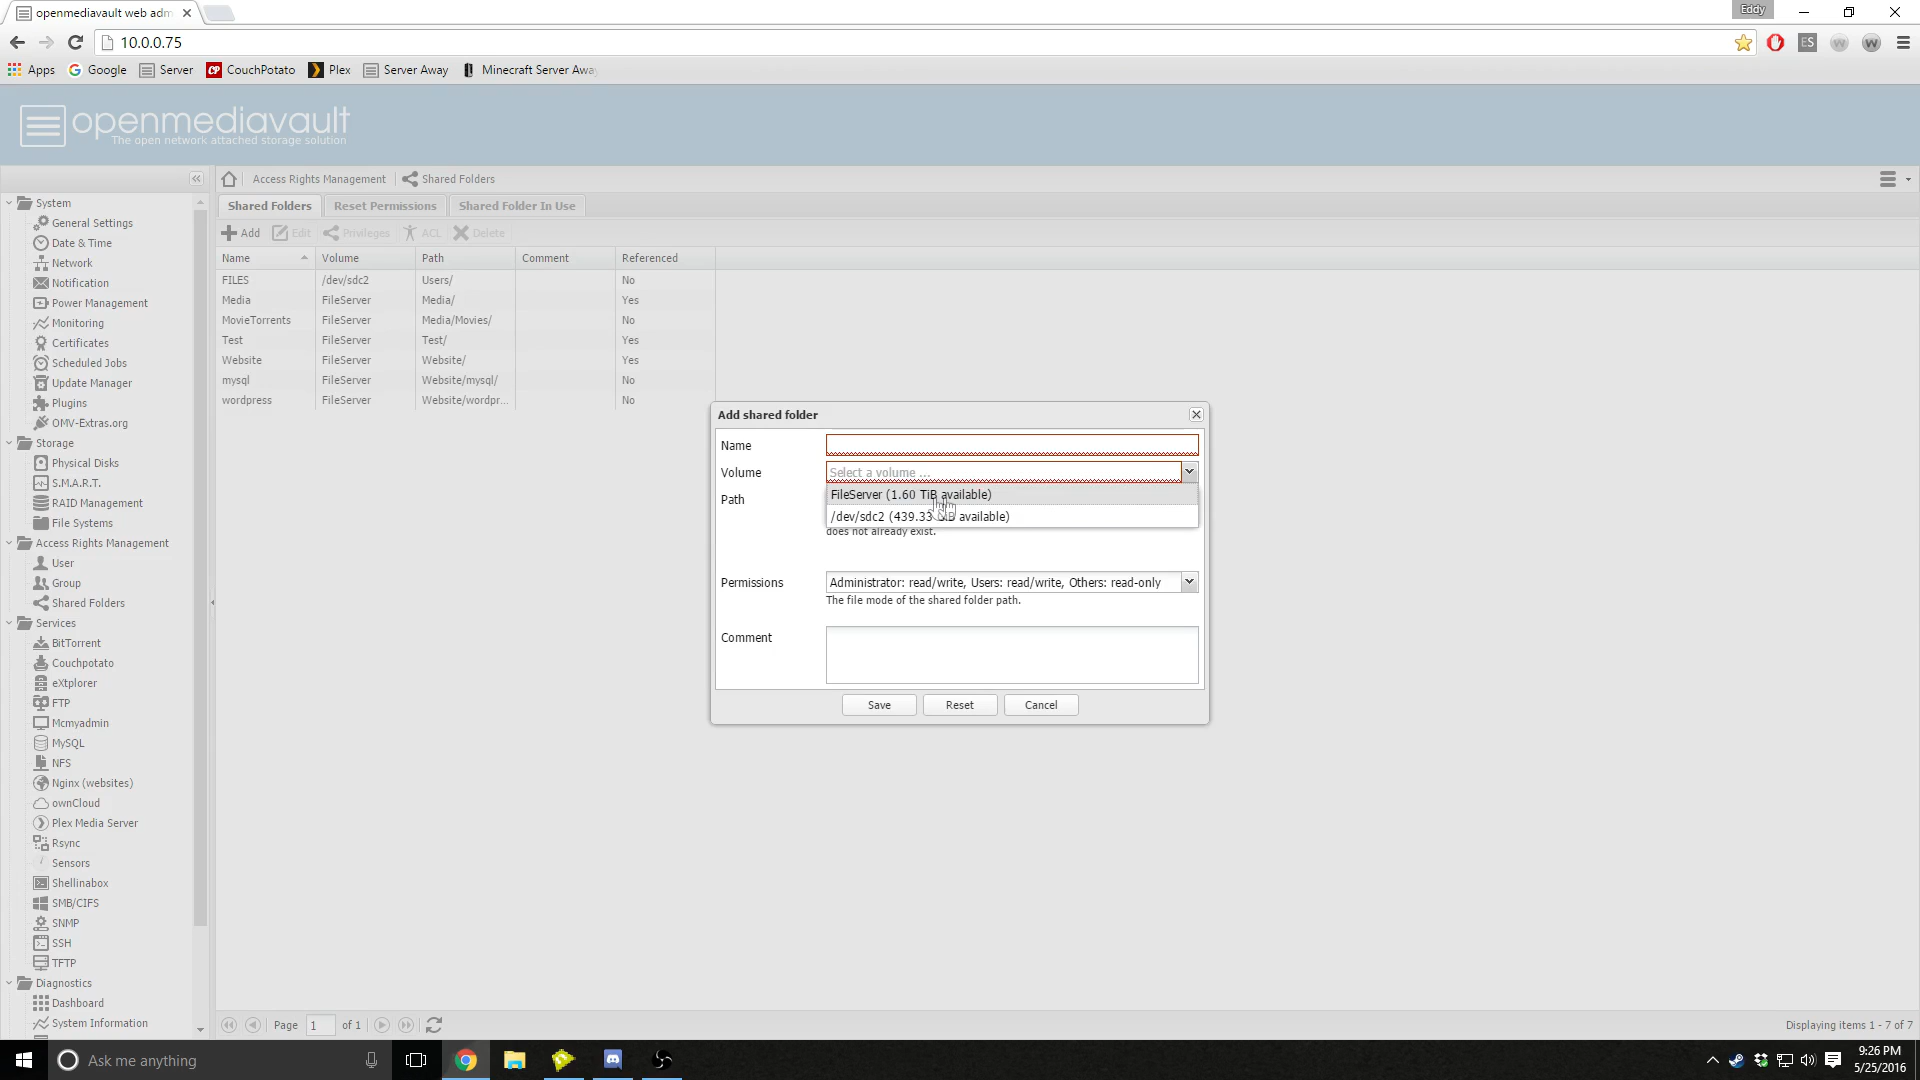 openmediavault web adm
Eddy
10.0.0.75
ES
Apps
Google
Server
CouchPotato
Plex
Server Away
Minecraft Server Away
openmediavault
The open network attached storage solution
Access Rights Management
Shared Folders
Shared Folders
Reset Permissions
Shared Folder In Use
Add
Edit
Privileges
ACL
Delete
Name Volume Path Comment Referenced
FILES /dev/sdc2 Users/ No
Media FileServer Media/ Yes
MovieTorrents FileServer Media/Movies/ No
Test FileServer Test/ Yes
Website FileServer Website/ Yes
mysql FileServer Website/mysql/ No
wordpress FileServer Website/wordpr... No
System
General Settings
Date & Time
Network
Notification
Power Management
Monitoring
Certificates
Scheduled Jobs
Update Manager
Plugins
OMV-Extras.org
Storage
Physical Disks
S.M.A.R.T.
RAID Management
File Systems
Access Rights Management
User
Group
Shared Folders
Services
BitTorrent
Couchpotato
eXtplorer
FTP
Mcmyadmin
MySQL
NFS
Nginx (websites)
ownCloud
Plex Media Server
Rsync
Sensors
Shellinabox
SMB/CIFS
SNMP
SSH
TFTP
Diagnostics
Dashboard
System Information
Add shared folder
Name
Volume
Select a volume ...
FileServer (1.60 TiB available)
Path
/dev/sdc2 (439.33 available)
does not already exist.
Permissions
Administrator: read/write, Users: read/write, Others: read-only
The file mode of the shared folder path.
Comment
Save
Reset
Cancel
Page 1 of 1
Displaying items 1 - 7 of 7
Ask me anything
9:26 PM
5/25/2016